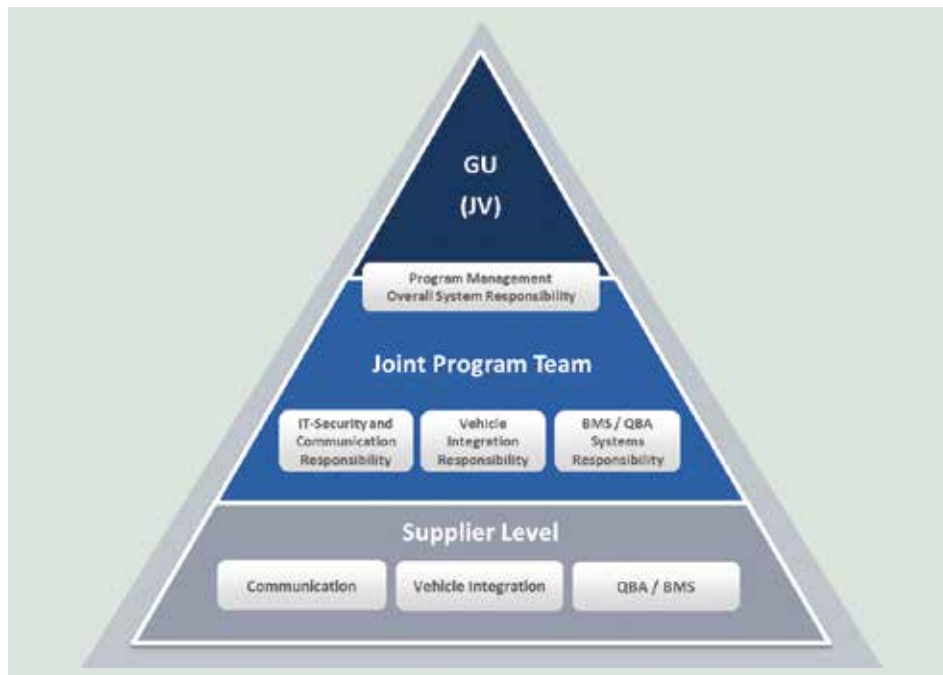 GU
(JV)
Program Management
Overall System Responsibility
Joint Program Team
IT-Security and
Communication
Responsibility
Vehicle
Integration
Responsibility
BMS / QBA
Systems
Responsibility
Supplier Level
Communication
Vehicle Integration
QBA / BMS